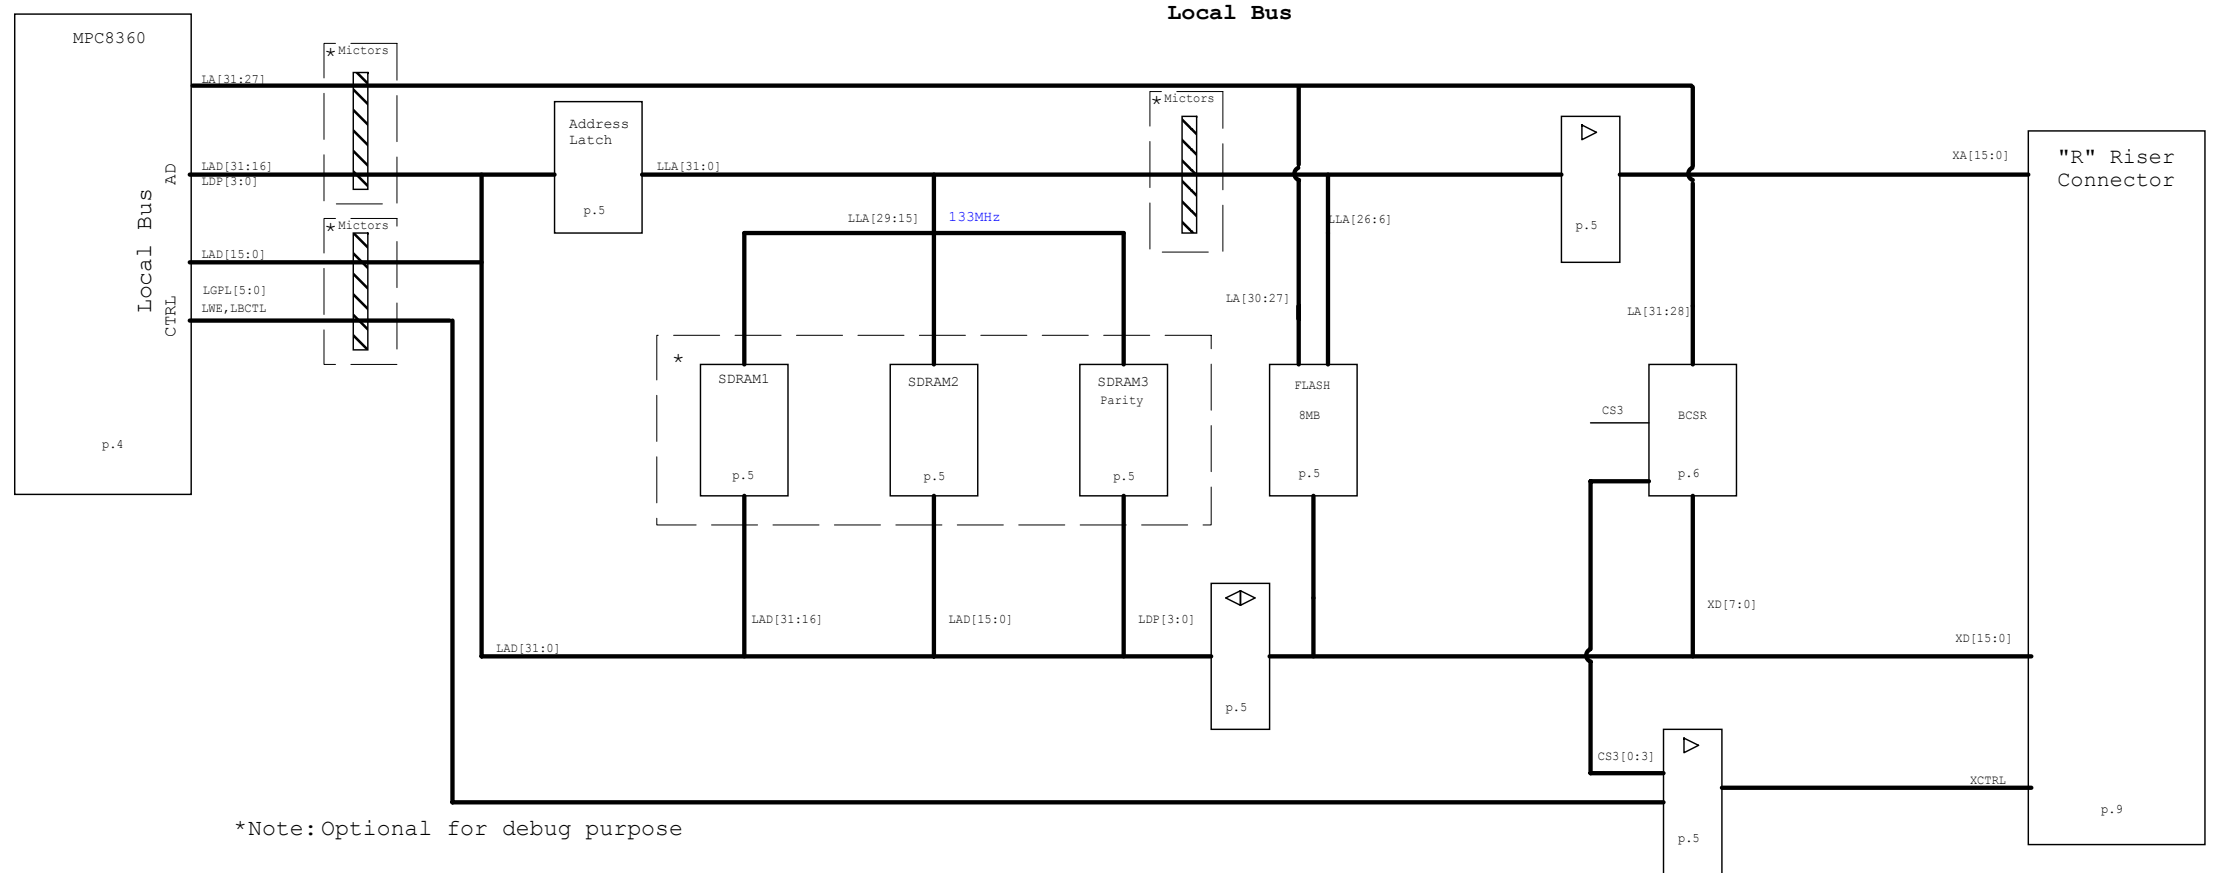 Local Bus
MPC8360
*Mictors
LA[31:27]
*Mictors
Address
Latch
AD
LAD[31:16]
LDP[3:0]
LLA[31:0]
XA[15:0]
"R" Riser
Connector
p.5
LLA[29:15]
133MHz
LLA[26:6]
p.5
*Mictors
Local Bus
LAD[15:0]
LGPL[5:0]
CTRL
LWE,LBCTL
LA[30:27]
LA[31:28]
*
SDRAM1
SDRAM2
SDRAM3
Parity
FLASH
8MB
CS3
BCSR
p.4
p.5
p.5
p.5
p.5
p.6
LAD[31:16]
LAD[15:0]
LDP[3:0]
XD[7:0]
LAD[31:0]
XD[15:0]
p.5
CS3[0:3]
XCTRL
p.9
*Note:Optional for debug purpose
p.5